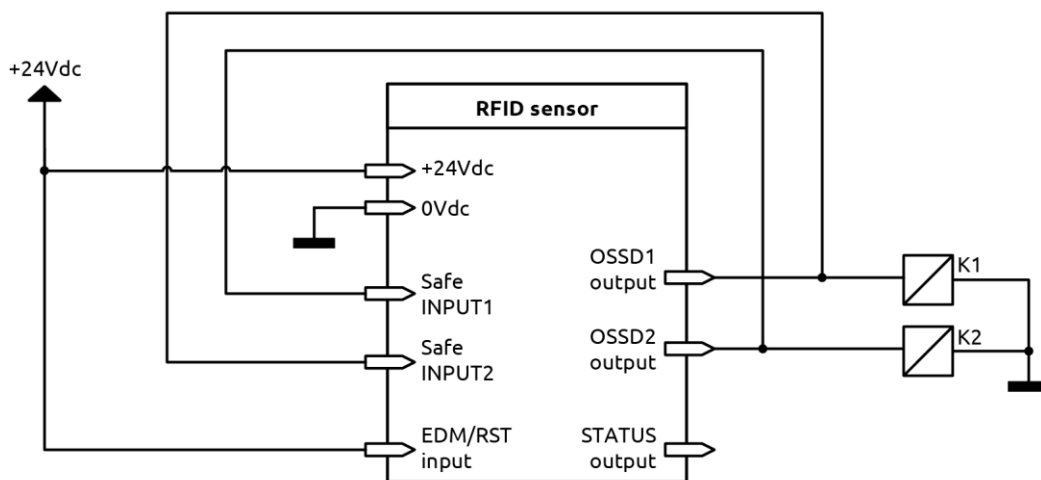 +24Vdc
RFID sensor
+24Vdc
0Vdc
OSSD1
output
K1
Safe
INPUT1
OSSD2
output
K2
Safe
INPUT2
EDM/RST
input
STATUS
output